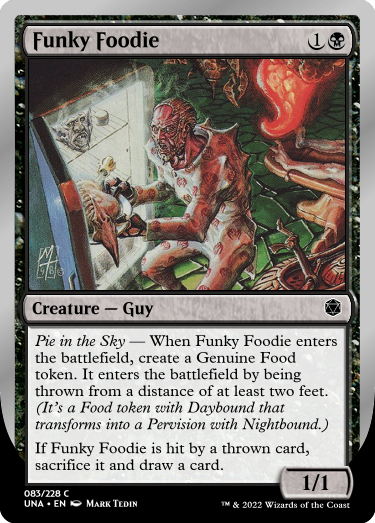 Funky Foodie 1
Creature — Guy
Pie in the Sky — When Funky Foodie enters
the battlefield, create a Genuine Food
token. It enters the battlefield by being
thrown from a distance of at least two feet.
(It's a Food token with Daybound that
transforms into a Pervision with Nightbound.)
If Funky Foodie is hit by a thrown card,
sacrifice it and draw a card.
1/1
083/228 C
UNA • EN MARK TEDIN
™ & © 2022 Wizards of the Coast